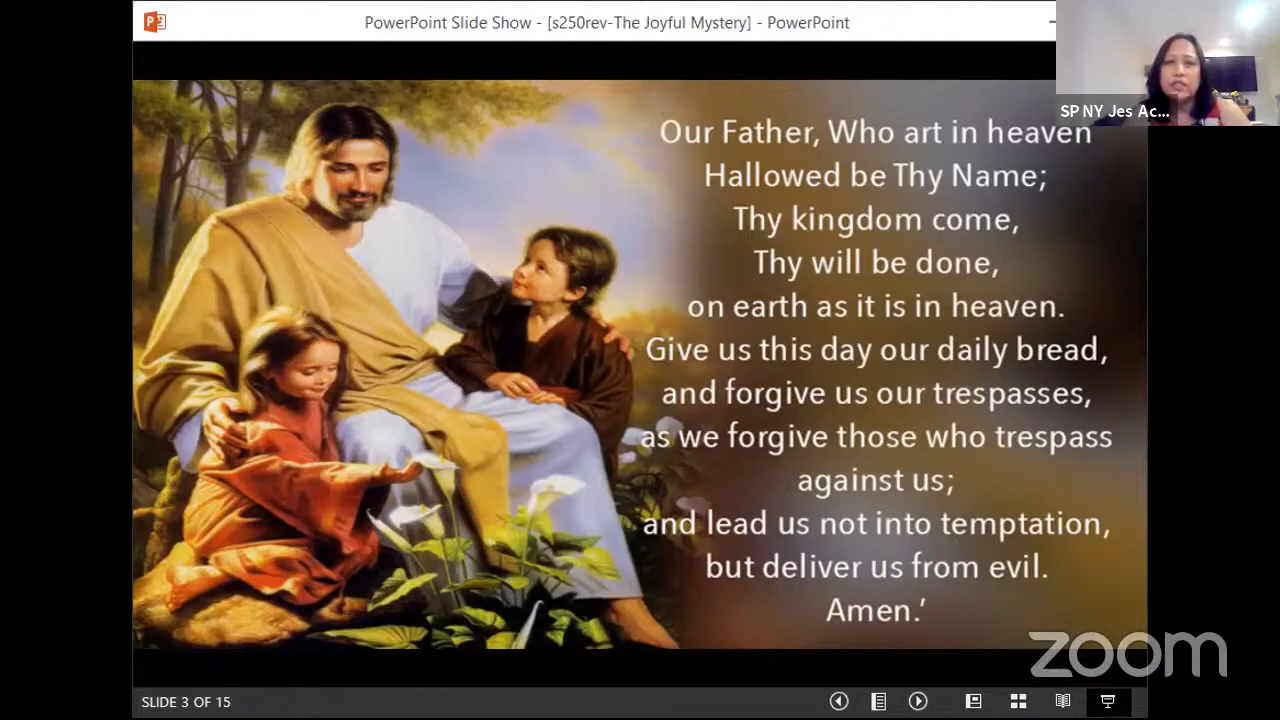 PowerPoint Slide Show - [s250rev-The Joyful Mystery] - PowerPoint
SP NY Jes Ac...
Our Father, Who art in heaven
Hallowed be Thy Name;
Thy kingdom come,
Thy will be done,
on earth as it is in heaven.
Give us this day our daily bread,
and forgive us our trespasses,
as we forgive those who trespass
against us;
and lead us not into temptation,
but deliver us from evil.
Amen.’
zoom
SLIDE 3 OF 15